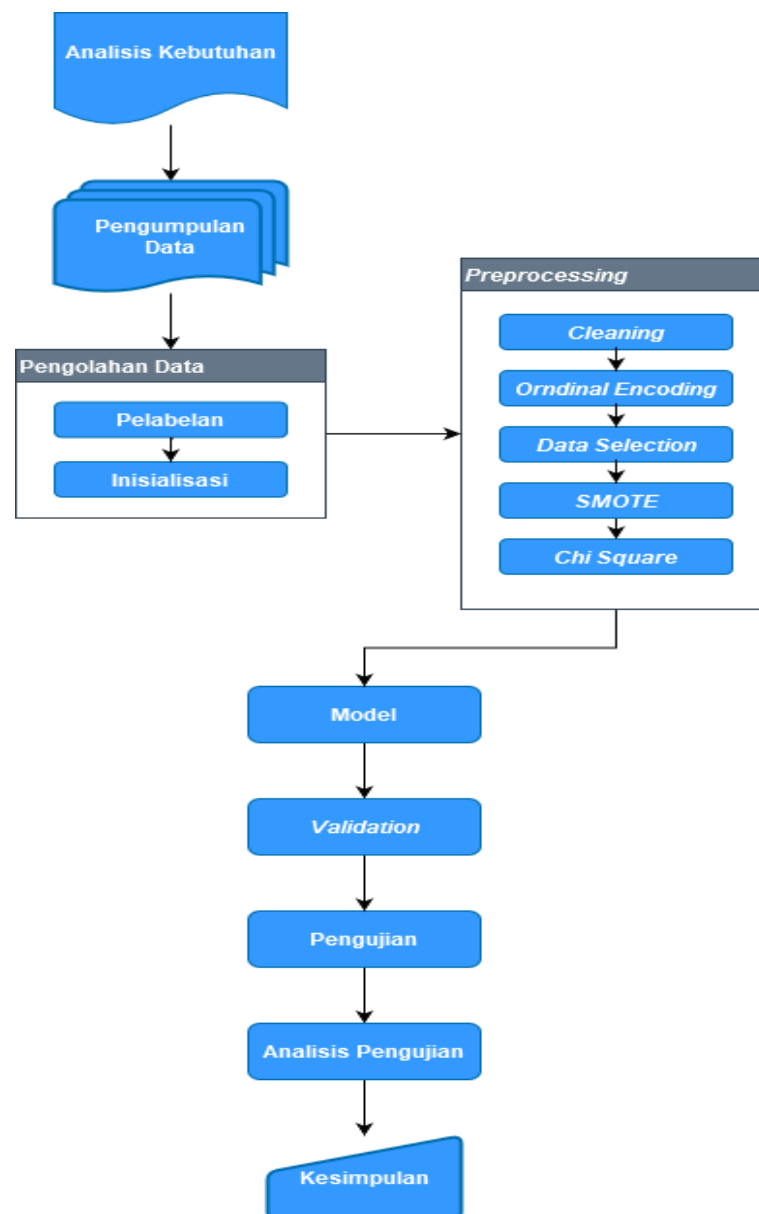 Analisis Kebutuhan
Pengumpulan
Data
Pengolahan Data
Pelabelan
Inisialisasi
Preprocessing
Cleaning
Orndinal Encoding
Data Selection
SMOTE
Chi Square
Model
Validation
Pengujian
Analisis Pengujian
Kesimpulan